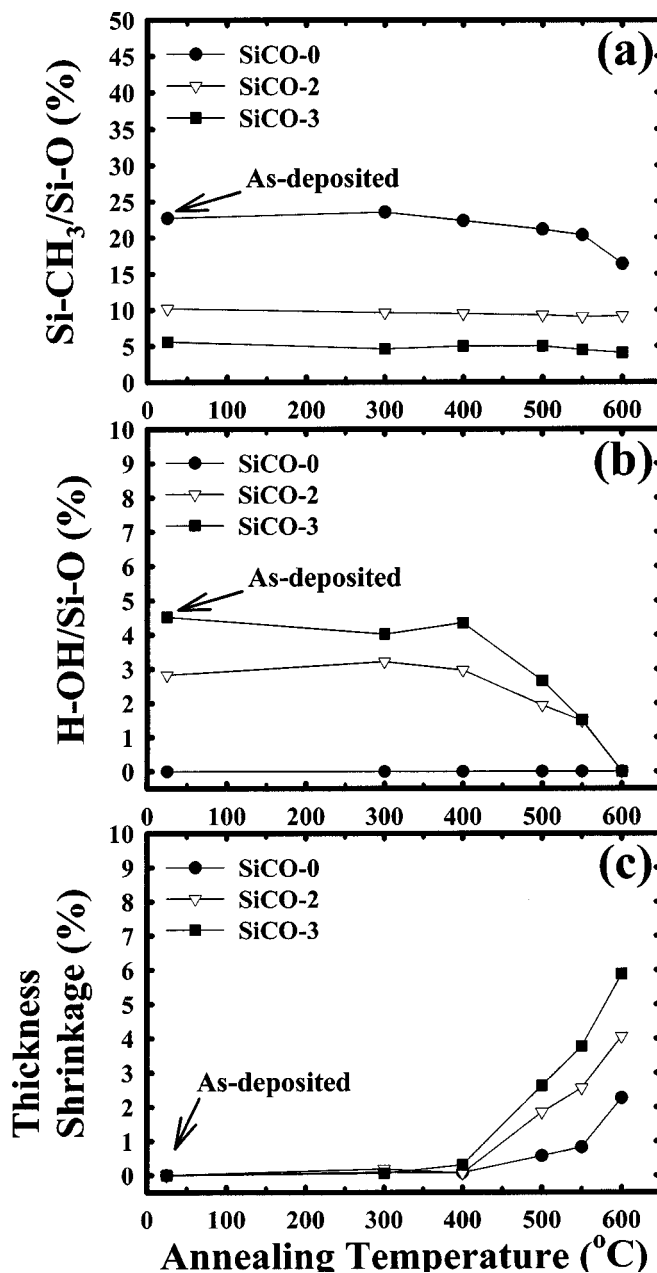 50
45
40
35
30
25
20
15
10
5
0
Si-CH3/Si-O (%)
SiCO-0
SiCO-2
SiCO-3
(a)
As-deposited
0 100 200 300 400 500 600
10
9
8
7
6
5
4
3
2
1
0
H-OH/Si-O (%)
SiCO-0
SiCO-2
SiCO-3
(b)
As-deposited
0 100 200 300 400 500 600
10
9
8
7
6
5
4
3
2
1
0
Thickness
Shrinkage (%)
SiCO-0
SiCO-2
SiCO-3
(c)
As-deposited
0 100 200 300 400 500 600
Annealing Temperature (°C)